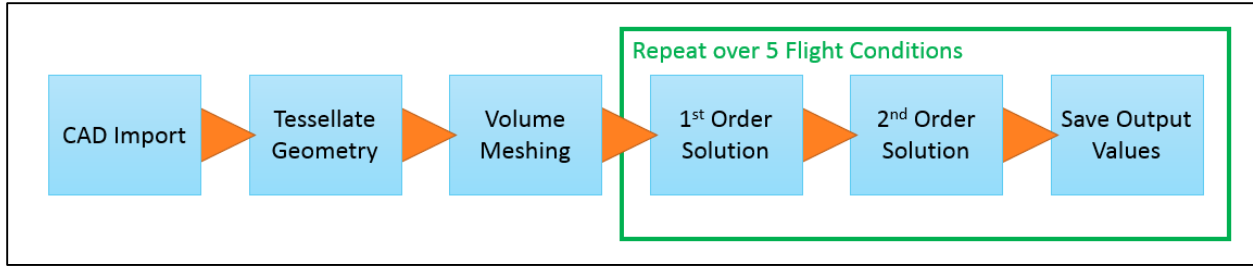 Repeat over 5 Flight Conditions
CAD Import
Tessellate
Geometry
Volume
Meshing
1st Order
Solution
2nd Order
Solution
Save Output
Values